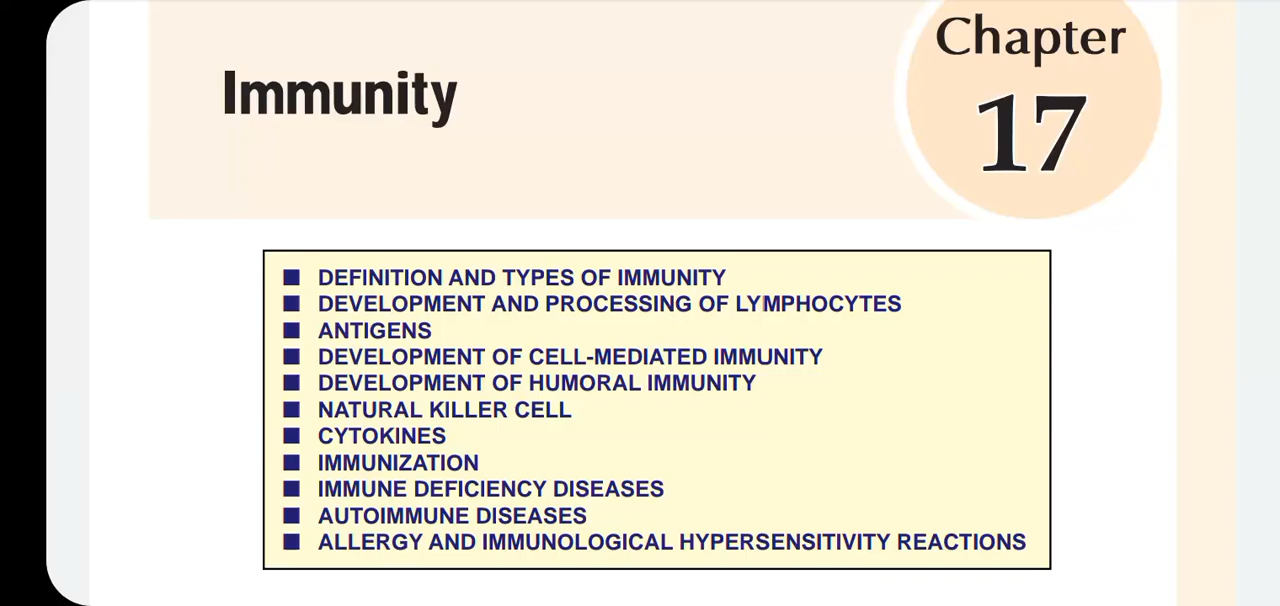 Chapter
17
Immunity
■ DEFINITION AND TYPES OF IMMUNITY
■ DEVELOPMENT AND PROCESSING OF LYMPHOCYTES
■ ANTIGENS
■ DEVELOPMENT OF CELL-MEDIATED IMMUNITY
■ DEVELOPMENT OF HUMORAL IMMUNITY
■ NATURAL KILLER CELL
■ CYTOKINES
■ IMMUNIZATION
■ IMMUNE DEFICIENCY DISEASES
■ AUTOIMMUNE DISEASES
■ ALLERGY AND IMMUNOLOGICAL HYPERSENSITIVITY REACTIONS